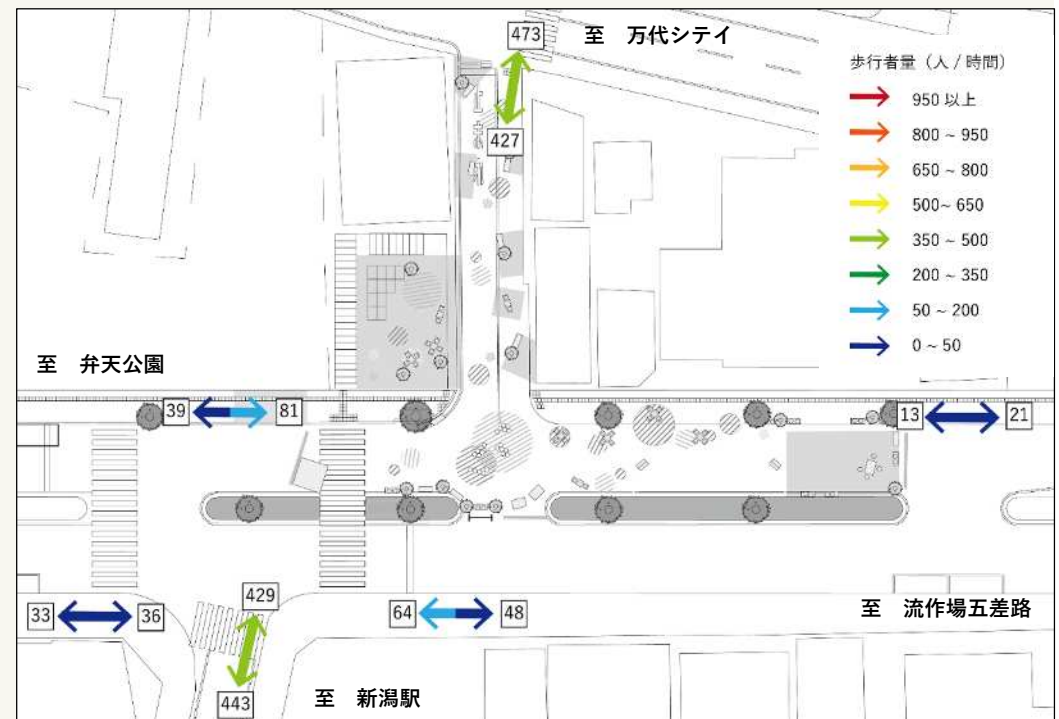 473
至　万代シテイ
427
歩行者量（人 / 時間）
950 以上
800 ~ 950
650 ~ 800
500~ 650
350 ~ 500
200 ~ 350
50 ~ 200
0 ~ 50
至　弁天公園
39
81
13
21
429
33
36
64
48
至　流作場五差路
443
至　新潟駅